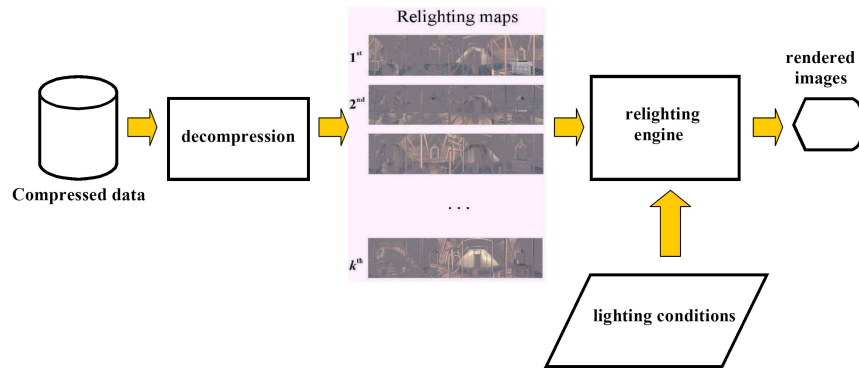 Relighting maps
1st
2nd
. . .
kth
Compressed data
decompression
relighting
engine
rendered
images
lighting conditions